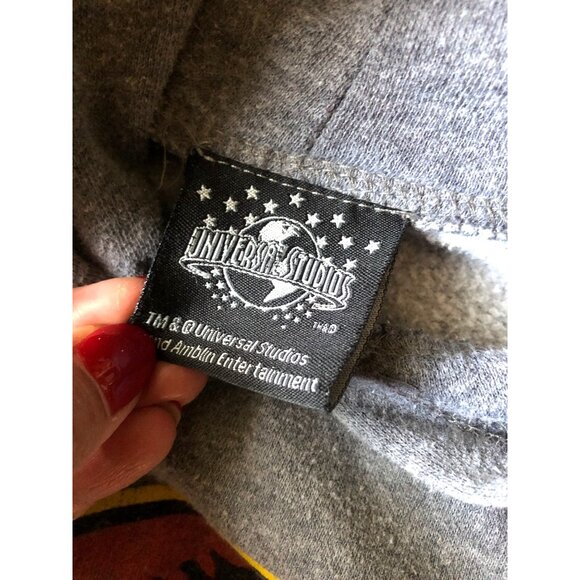 UNIVERSAL STUDIOS
TM&©
TM & © Universal Studios
and Amblin Entertainment